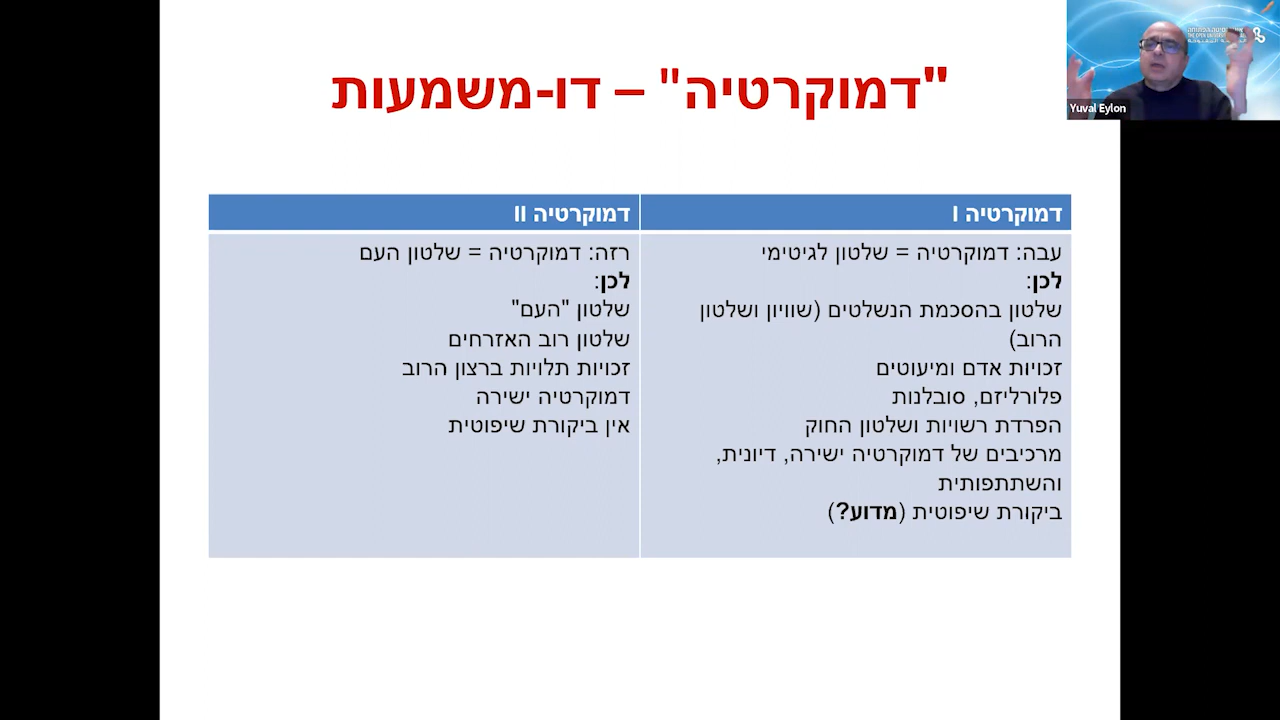 "דמוקרטיה" – דו-משמעות
דמוקרטיה I
עבה: דמוקרטיה = שלטון לגיטימי
לכן:
שלטון בהסכמת הנשלטים (שוויון ושלטון
הרוב)
זכויות אדם ומיעוטים
פלורליזם, סובלנות
הפרדת רשויות ושלטון החוק
מרכיבים של דמוקרטיה ישירה, דיונית,
והשתתפותית
ביקורת שיפוטית (מדוע?)
דמוקרטיה II
רזה: דמוקרטיה = שלטון העם
לכן:
שלטון "העם"
שלטון רוב האזרחים
זכויות תלויות ברצון הרוב
דמוקרטיה ישירה
אין ביקורת שיפוטית
Yuval Eylon